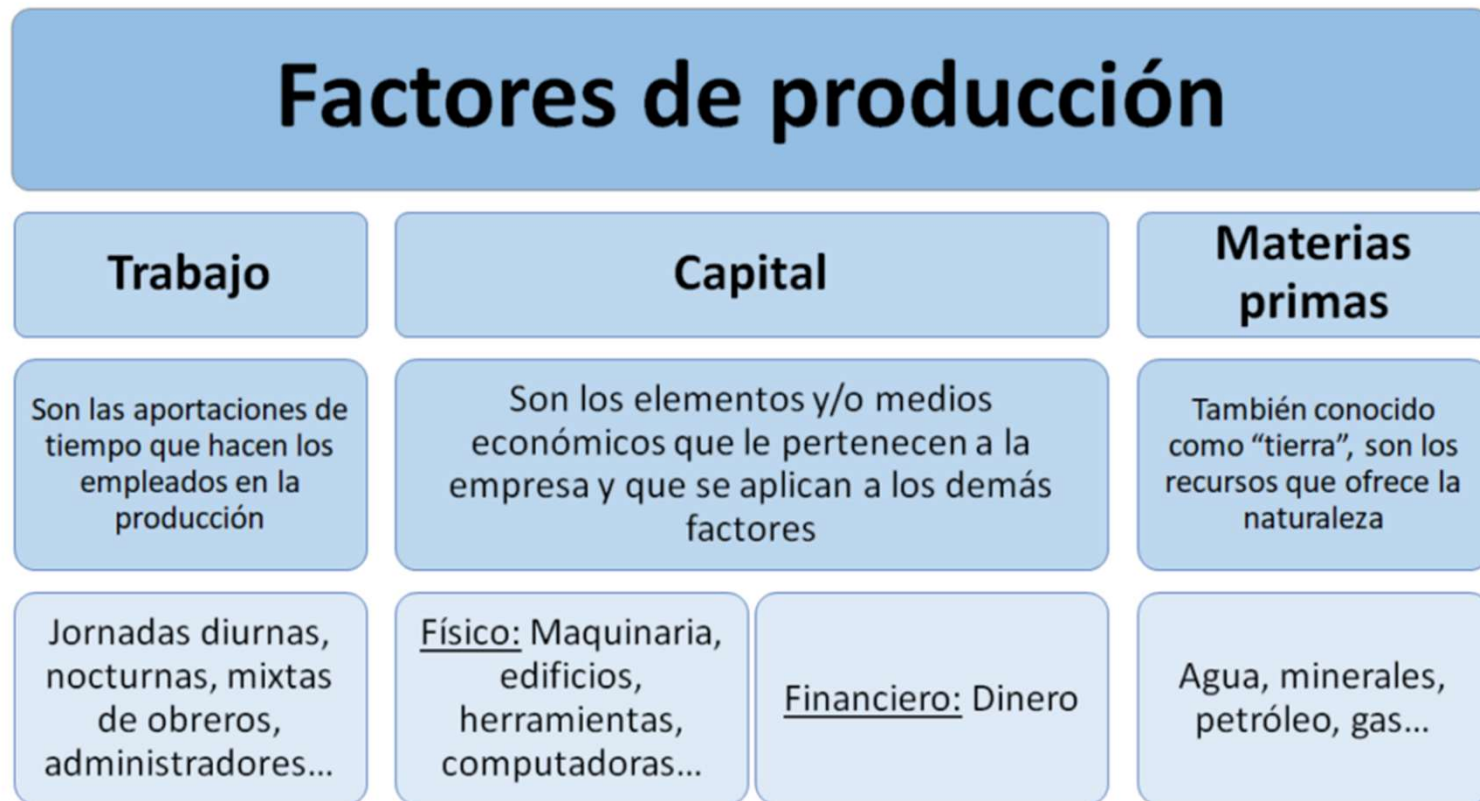 Factores de producción
Trabajo
Capital
Materias
primas
Son las aportaciones de
tiempo que hacen los
empleados en la
producción
Son los elementos y/o medios
económicos que le pertenecen a la
empresa y que se aplican a los demás
factores
También conocido
como “tierra”, son los
recursos que ofrece la
naturaleza
Jornadas diurnas,
nocturnas, mixtas
de obreros,
administradores...
Físico: Maquinaria,
edificios,
herramientas,
computadoras...
Financiero: Dinero
Agua, minerales,
petróleo, gas...